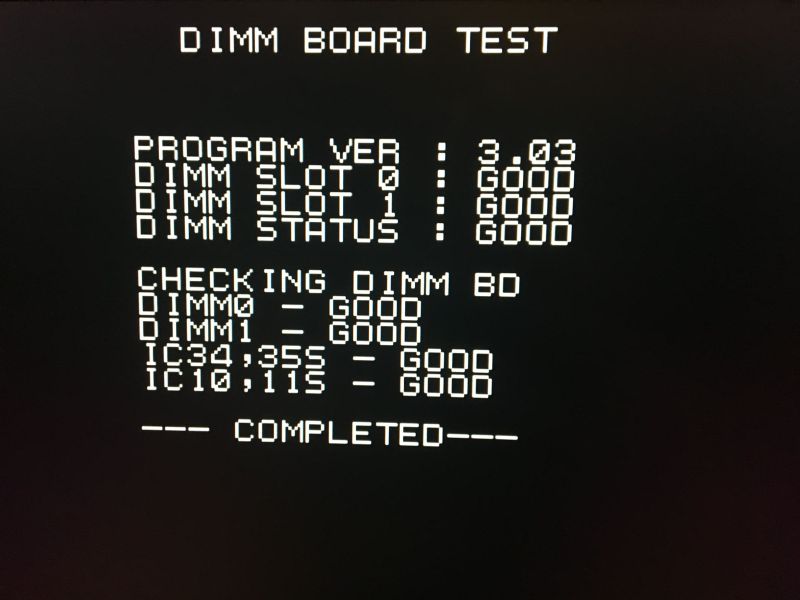 DIMM BOARD TEST
PROGRAM VER : 3.03
DIMM SLOT 0 : GOOD
DIMM SLOT 1 : GOOD
DIMM STATUS : GOOD
CHECKING DIMM BD
DIMM0 - GOOD
DIMM1 - GOOD
IC34,35S - GOOD
IC10,11S - GOOD
--- COMPLETED---